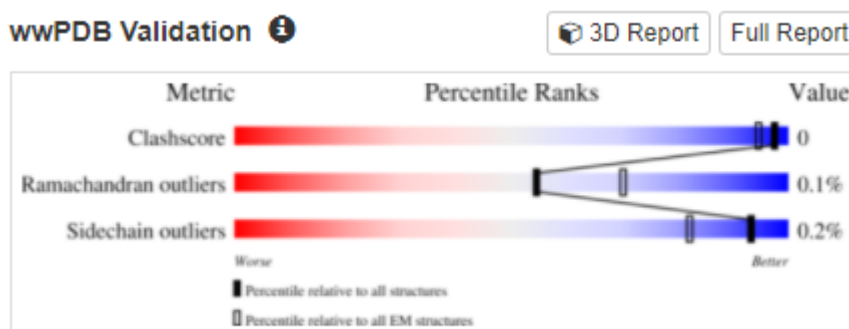 wwPDB Validation 3D Report Full Report
Metric Percentile Ranks Value
Clashscore 0
Ramachandran outliers 0.1%
Sidechain outliers 0.2%
Worse Better
Percentile relative to all structures
Percentile relative to all EM structures